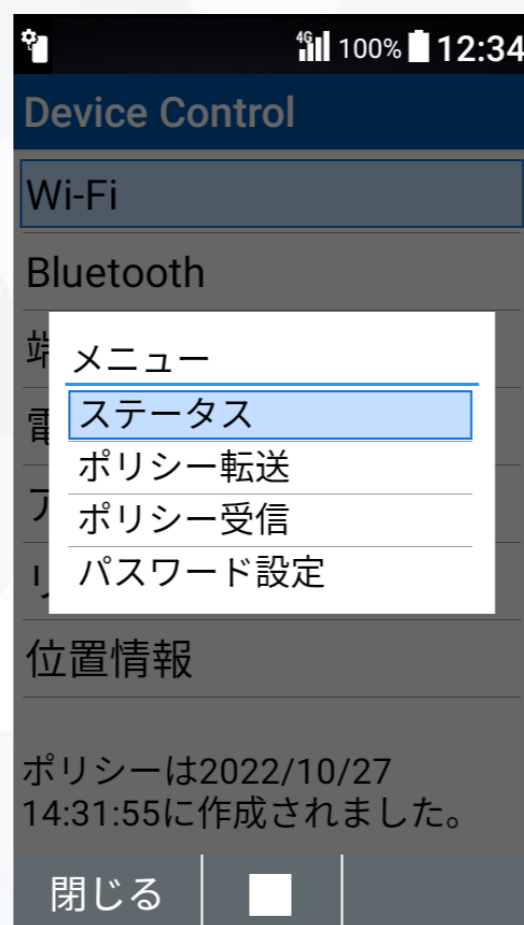 4G 100% 12:34
Device Control
Wi-Fi
Bluetooth
メニュー
ステータス
ポリシー転送
ポリシー受信
パスワード設定
位置情報
ポリシーは2022/10/27
14:31:55に作成されました。
閉じる